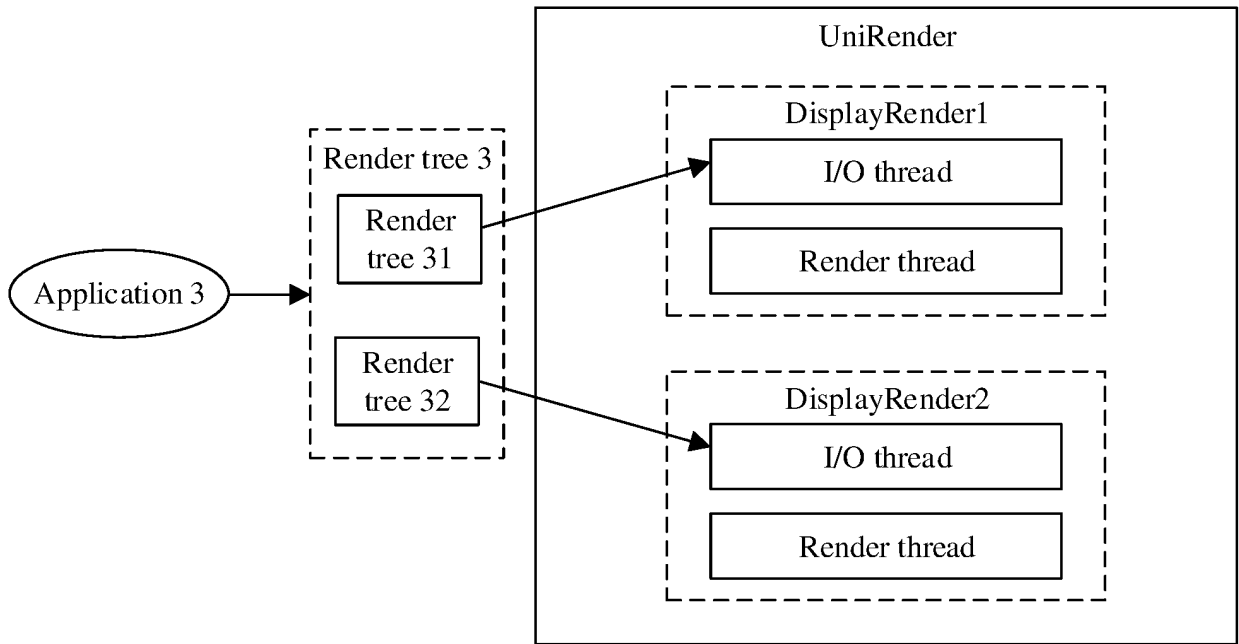 UniRender
DisplayRender1
I/O thread
Render thread
Render tree 3
Render
tree 31
Application 3
Render
tree 32
DisplayRender2
I/O thread
Render thread